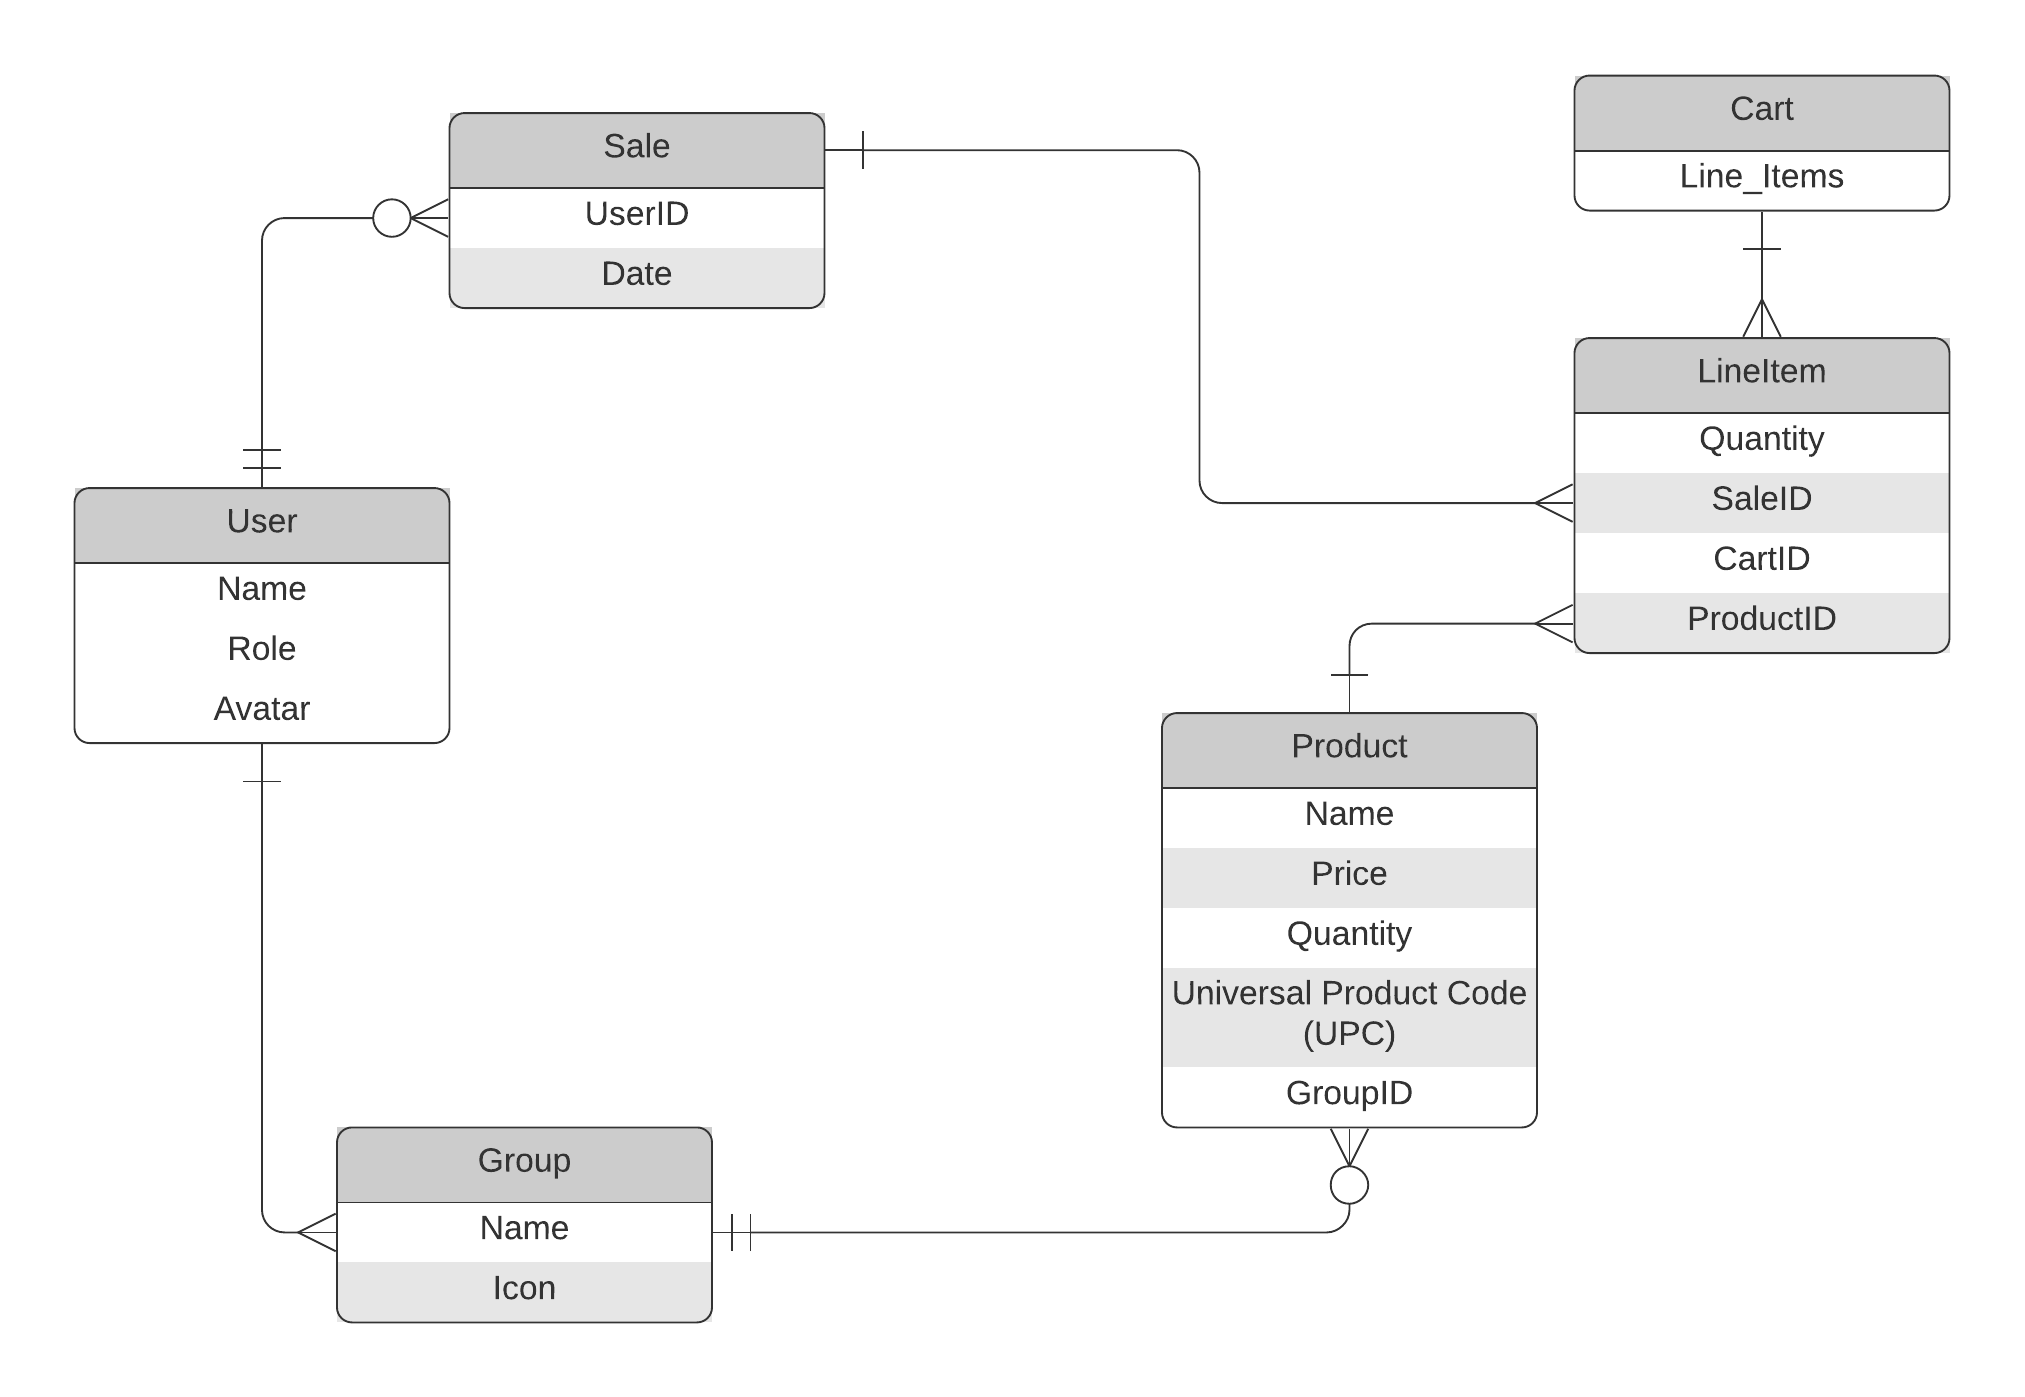 Sale
UserID
Date
Cart
Line_Items
LineItem
Quantity
SaleID
CartID
ProductID
User
Name
Role
Avatar
Product
Name
Price
Quantity
Universal Product Code
(UPC)
GroupID
Group
Name
Icon